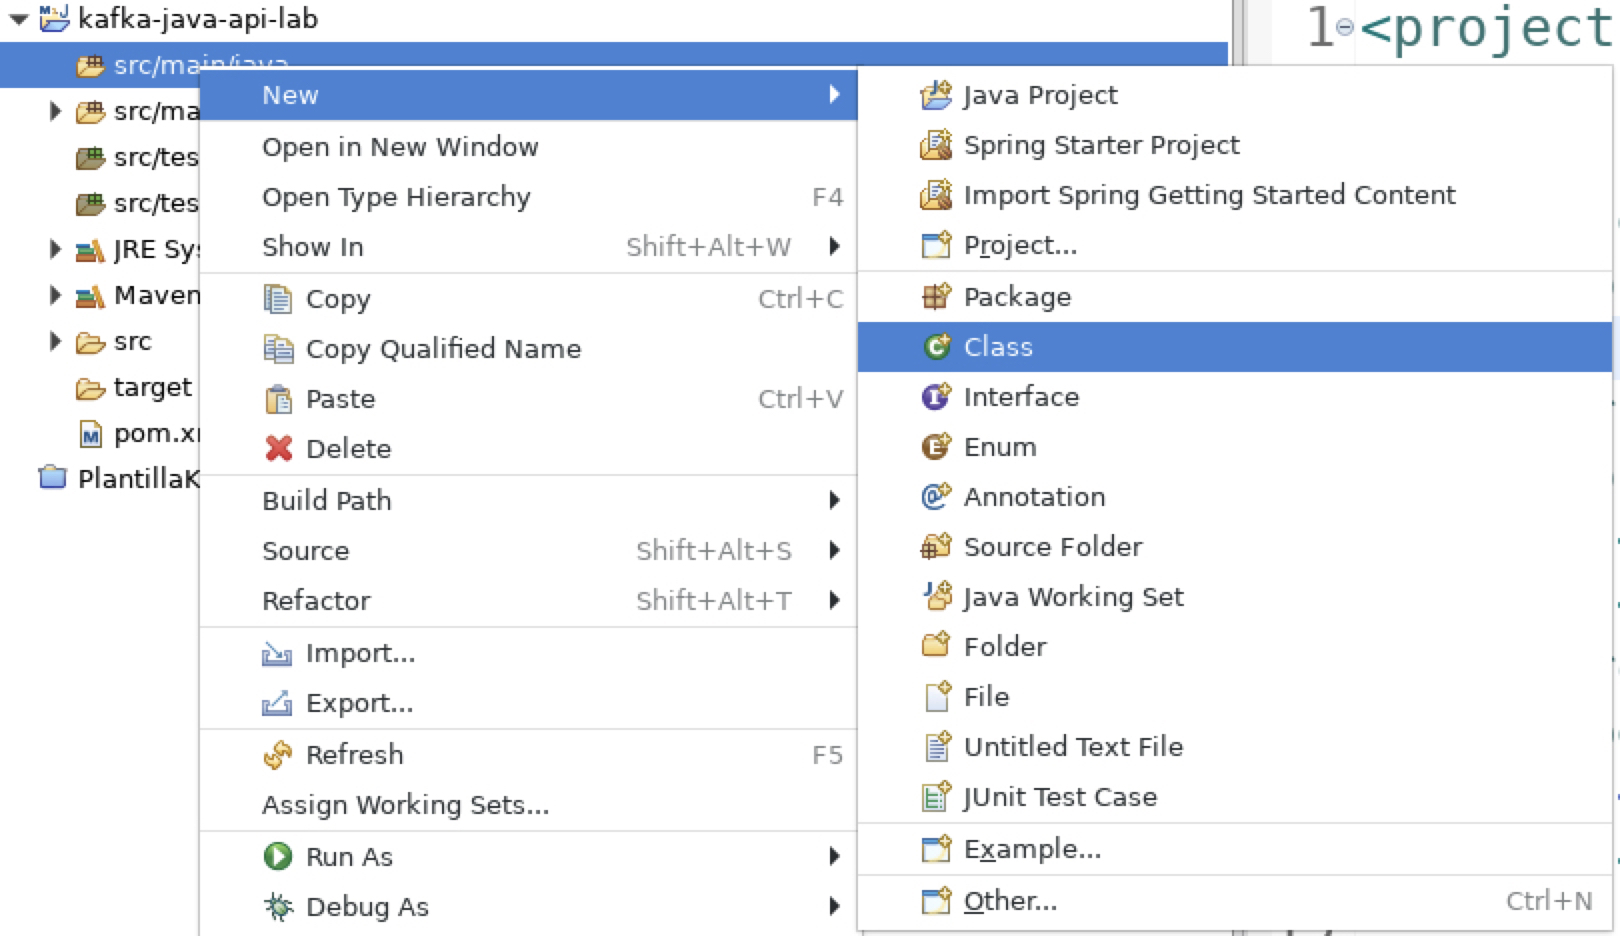 kafka-java-api-lab
src/main/java
src/ma
src/tes
src/tes
JRE Sys
Maven
src
target
pom.x
PlantillaK
New
Open in New Window
Open Type Hierarchy F4
Show In Shift+Alt+W
Copy Ctrl+C
Copy Qualified Name
Paste Ctrl+V
Delete
Build Path
Source Shift+Alt+S
Refactor Shift+Alt+T
Import...
Export...
Refresh F5
Assign Working Sets...
Run As
Debug As
Java Project
Spring Starter Project
Import Spring Getting Started Content
Project...
Package
Class
Interface
Enum
Annotation
Source Folder
Java Working Set
Folder
File
Untitled Text File
JUnit Test Case
Example...
Other... Ctrl+N
1 <project